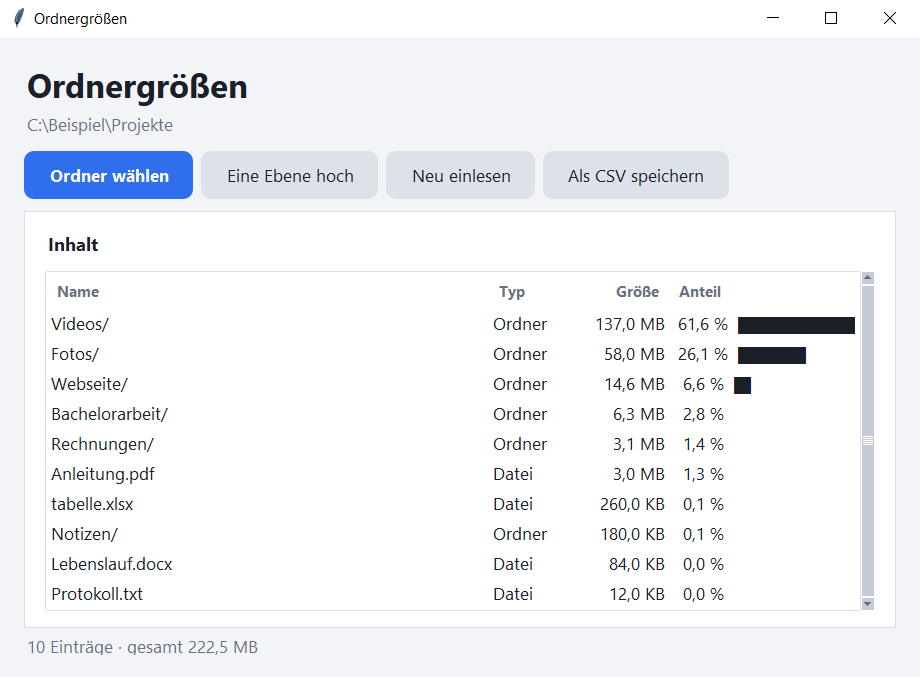 Ordnergrößen
Ordnergrößen
C:\Beispiel\Projekte
Ordner wählen Eine Ebene hoch Neu einlesen Als CSV speichern
Inhalt
Name Typ Größe Anteil
Videos/ Ordner 137,0 MB 61,6 %
Fotos/ Ordner 58,0 MB 26,1 %
Webseite/ Ordner 14,6 MB 6,6 %
Bachelorarbeit/ Ordner 6,3 MB 2,8 %
Rechnungen/ Ordner 3,1 MB 1,4 %
Anleitung.pdf Datei 3,0 MB 1,3 %
tabelle.xlsx Datei 260,0 KB 0,1 %
Notizen/ Ordner 180,0 KB 0,1 %
Lebenslauf.docx Datei 84,0 KB 0,0 %
Protokoll.txt Datei 12,0 KB 0,0 %
10 Einträge · gesamt 222,5 MB